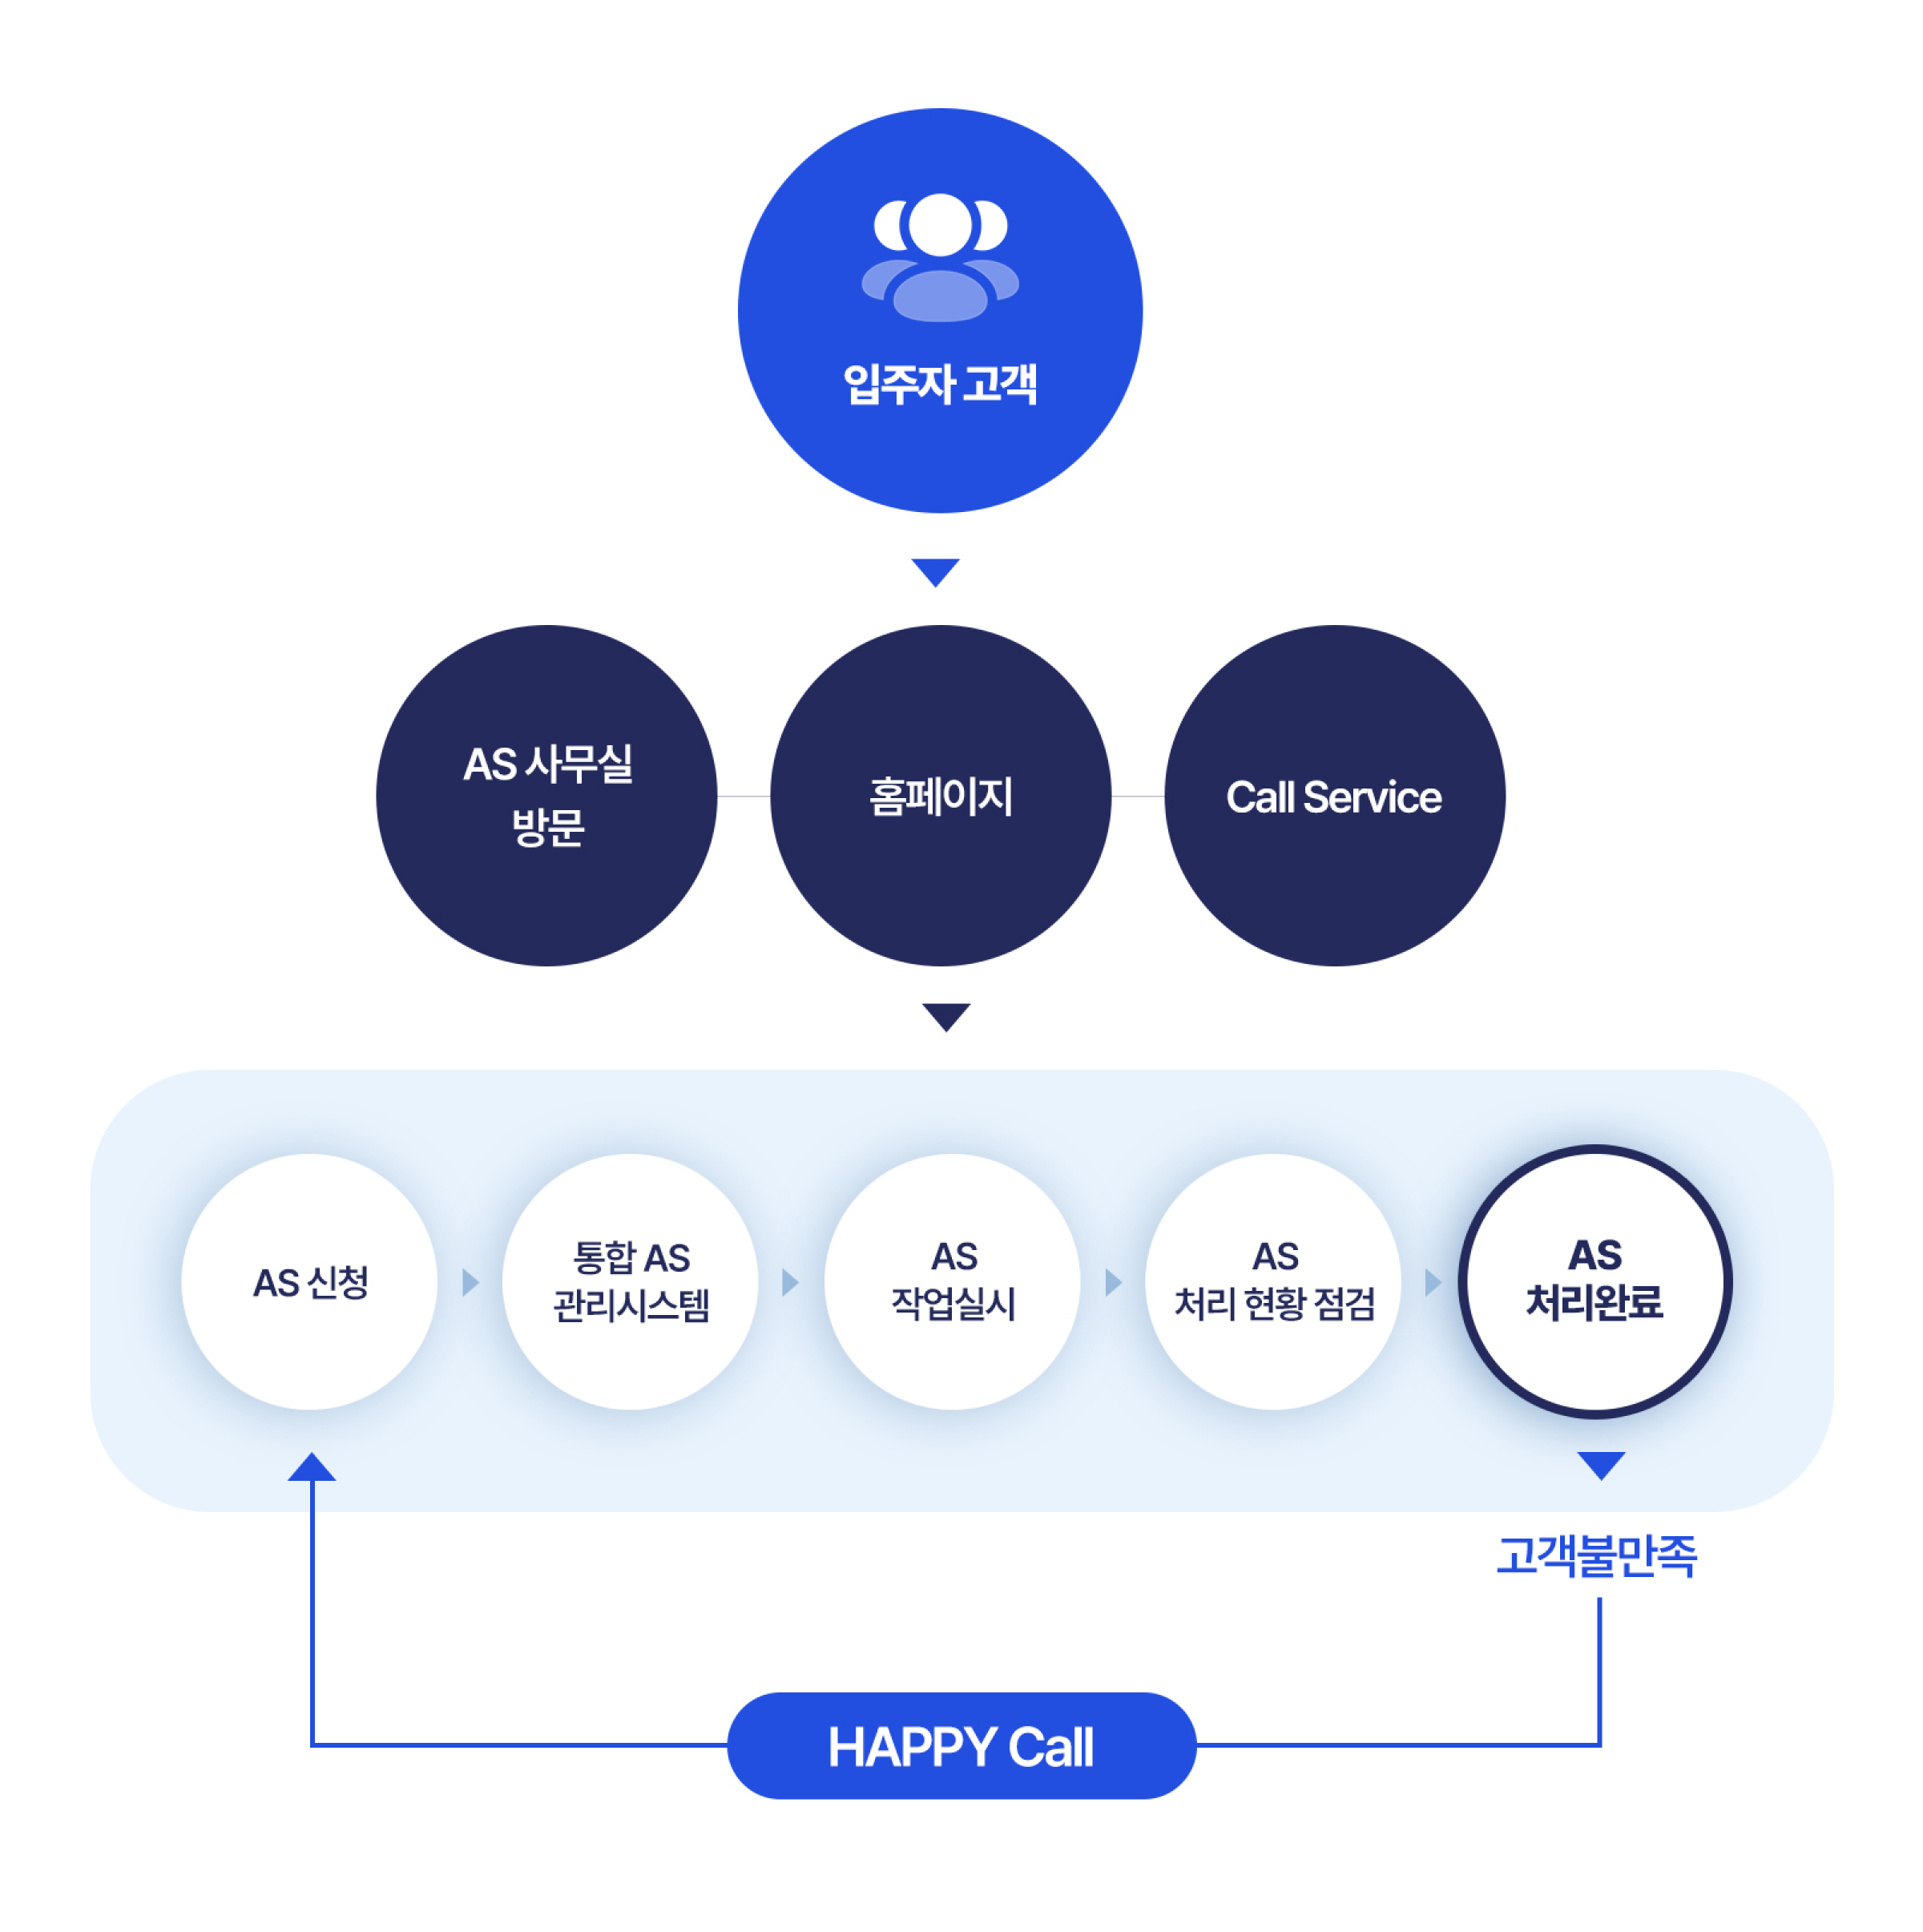 입주자 고객
AS 사무실
방문
홈페이지
Call Service
AS 신청
통합 AS
관리시스템
AS
작업실시
AS
처리 현황 점검
AS
처리완료
고객불만족
HAPPY Call